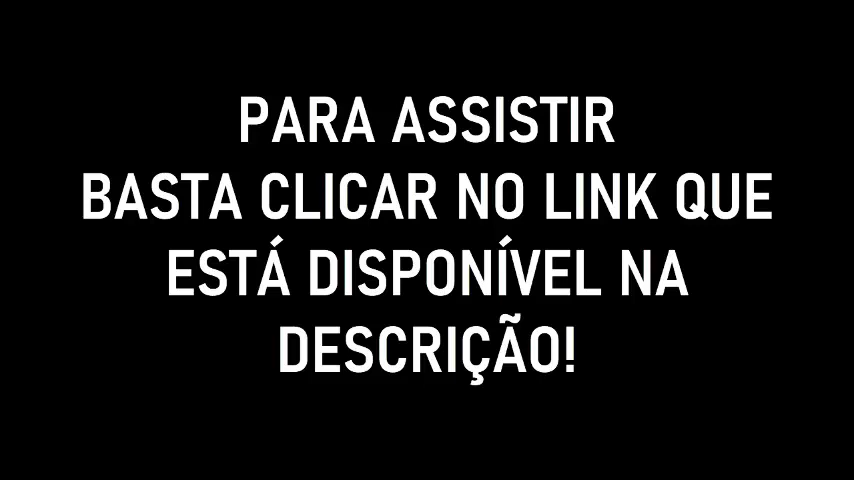 PARA ASSISTIR
BASTA CLICAR NO LINK QUE
ESTÁ DISPONÍVEL NA
DESCRIÇÃO!